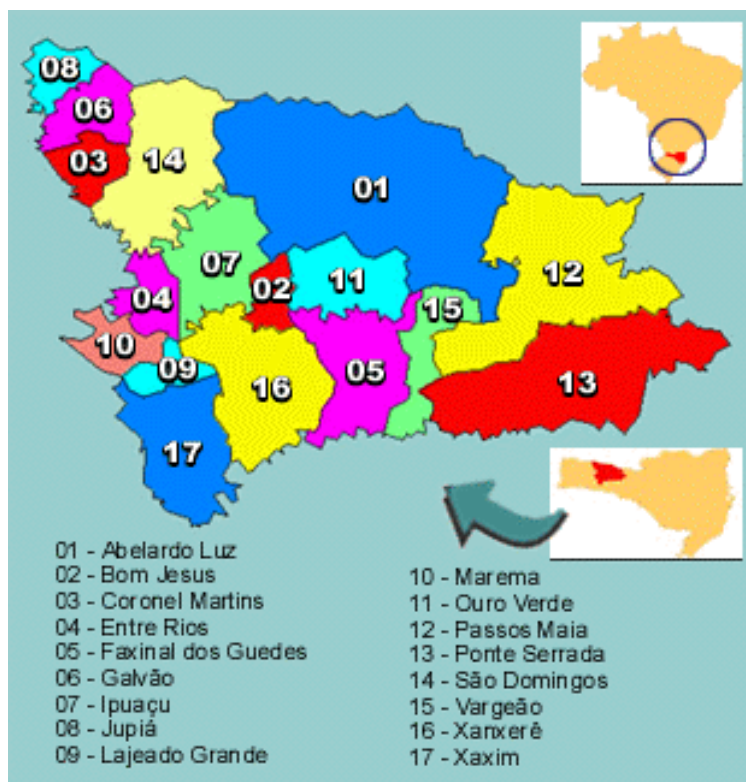 08
06
03
14
01
07
12
02
11
04
15
10
09
16
05
13
17
01 - Abelardo Luz
02 - Bom Jesus
03 - Coronel Martins
04 - Entre Rios
05 - Faxinal dos Guedes
06 - Galvão
07 - Ipuaçu
08 - Jupiá
09 - Lajeado Grande
10 - Marema
11 - Ouro Verde
12 - Passos Maia
13 - Ponte Serrada
14 - São Domingos
15 - Vargeão
16 - Xanxerê
17 - Xaxim